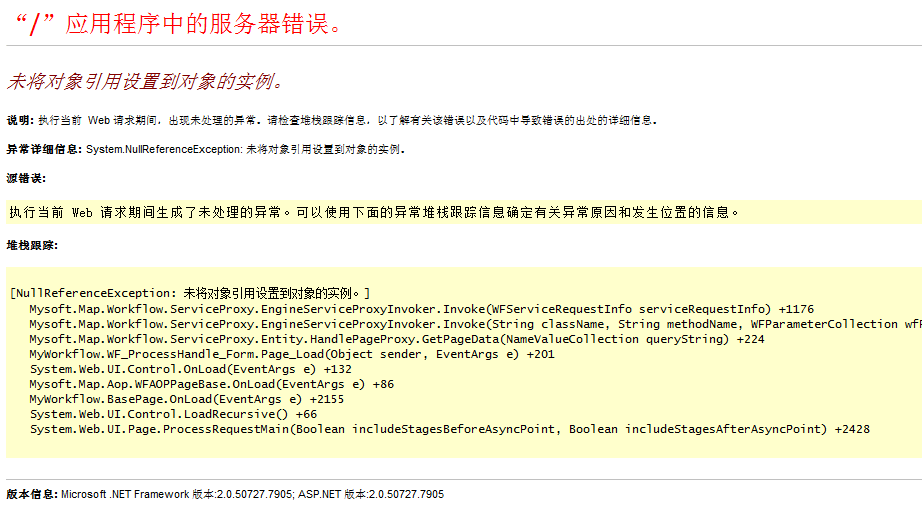 “/”应用程序中的服务器错误。
未将对象引用设置到对象的实例。
说明: 执行当前 Web 请求期间，出现未处理的异常。请检查堆栈跟踪信息，以了解有关该错误以及代码中导致错误的出处的详细信息。
异常详细信息: System.NullReferenceException: 未将对象引用设置到对象的实例。
源错误:
执行当前 Web 请求期间生成了未处理的异常。可以使用下面的异常堆栈跟踪信息确定有关异常原因和发生位置的信息。
堆栈跟踪:
[NullReferenceException: 未将对象引用设置到对象的实例。]
Mysoft.Map.Workflow.ServiceProxy.EngineServiceProxyInvoker.Invoke(WFServiceRequestInfo serviceRequestInfo) +1176
Mysoft.Map.Workflow.ServiceProxy.EngineServiceProxyInvoker.Invoke(String className, String methodName, WFParameterCollection wfP
Mysoft.Map.Workflow.ServiceProxy.Entity.HandlePageProxy.GetPageData(NameValueCollection queryString) +224
MyWorkflow.WF_ProcessHandle_Form.Page_Load(Object sender, EventArgs e) +201
System.Web.UI.Control.OnLoad(EventArgs e) +132
Mysoft.Map.Aop.WFAOPPageBase.OnLoad(EventArgs e) +86
MyWorkflow.BasePage.OnLoad(EventArgs e) +2155
System.Web.UI.Control.LoadRecursive() +66
System.Web.UI.Page.ProcessRequestMain(Boolean includeStagesBeforeAsyncPoint, Boolean includeStagesAfterAsyncPoint) +2428
版本信息: Microsoft .NET Framework 版本:2.0.50727.7905; ASP.NET 版本:2.0.50727.7905